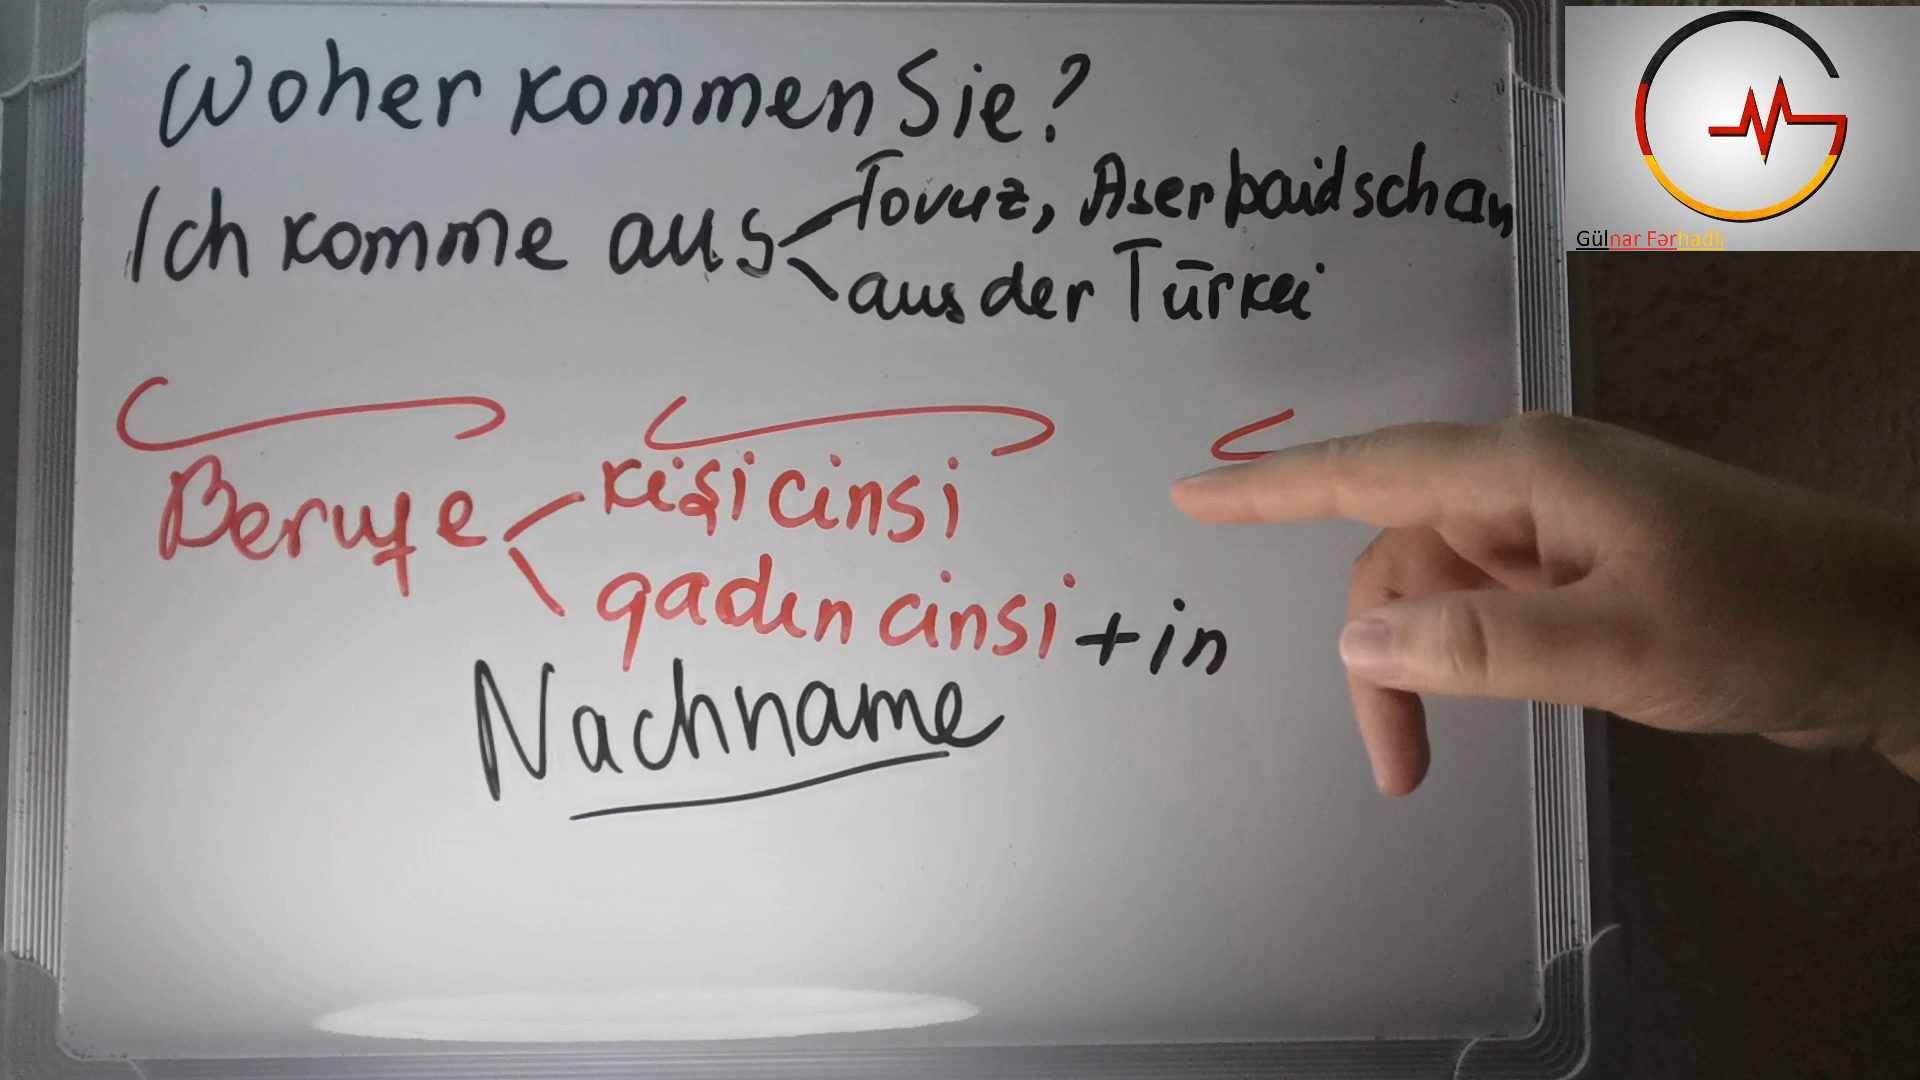 Woher kommen Sie?
Ich komme aus
Tovuz, Aserbaidschan
aus der Türkei
Berufe
kişi cinsi
qadın cinsi + in
Nachname
Gülnar Fərhadlı